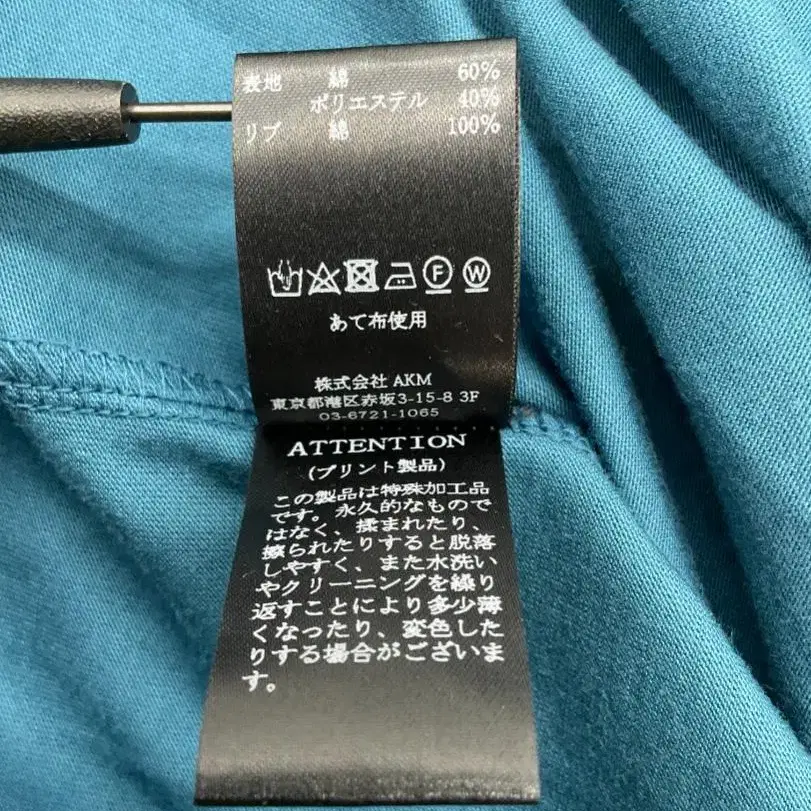 表地 綿 60%
ポリエステル 40%
リブ 綿 100%
F W
あて布使用
株式会社 AKM
東京都港区赤坂3-15-8 3F
03-6721-1065
ATTENTION
(プリント製品)
この製品は特殊加工品
です。永久的なもので
はなく、揉まれたり、
擦られたりすると脱落
しやすく、また水洗い
やクリーニングを繰り
返すことにより多少薄
くなったり、変色した
りする場合がございま
す。